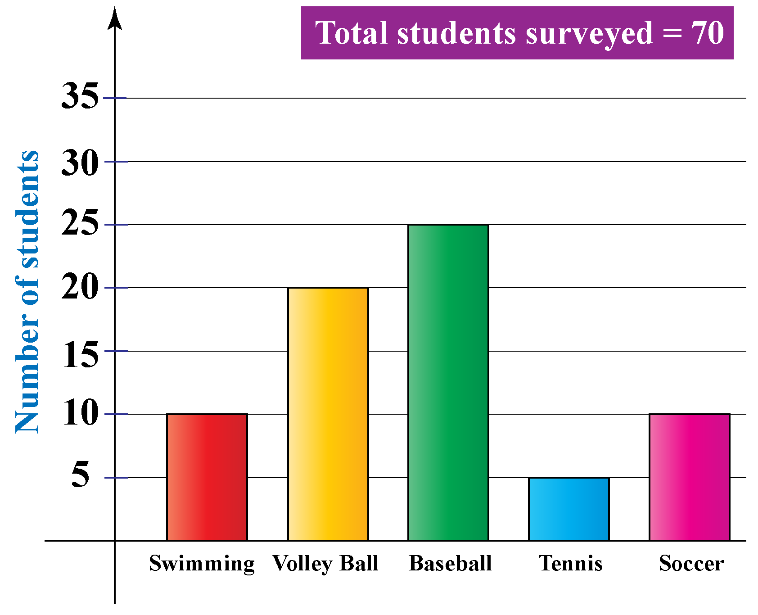 Total students surveyed = 70
Number of students
35
30
25
20
15
10
5
Swimming Volley Ball Baseball Tennis Soccer